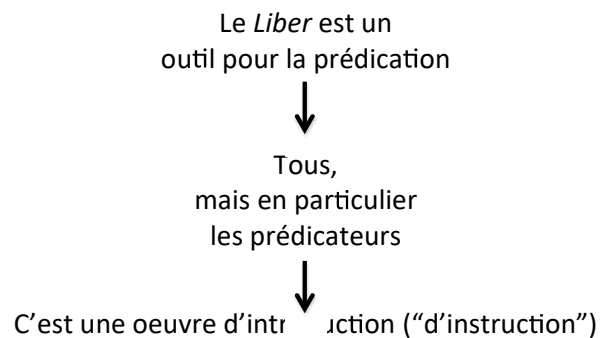 Le Liber est un
outil pour la prédication
Tous,
mais en particulier
les prédicateurs
C’est une oeuvre (“d’instruction”)